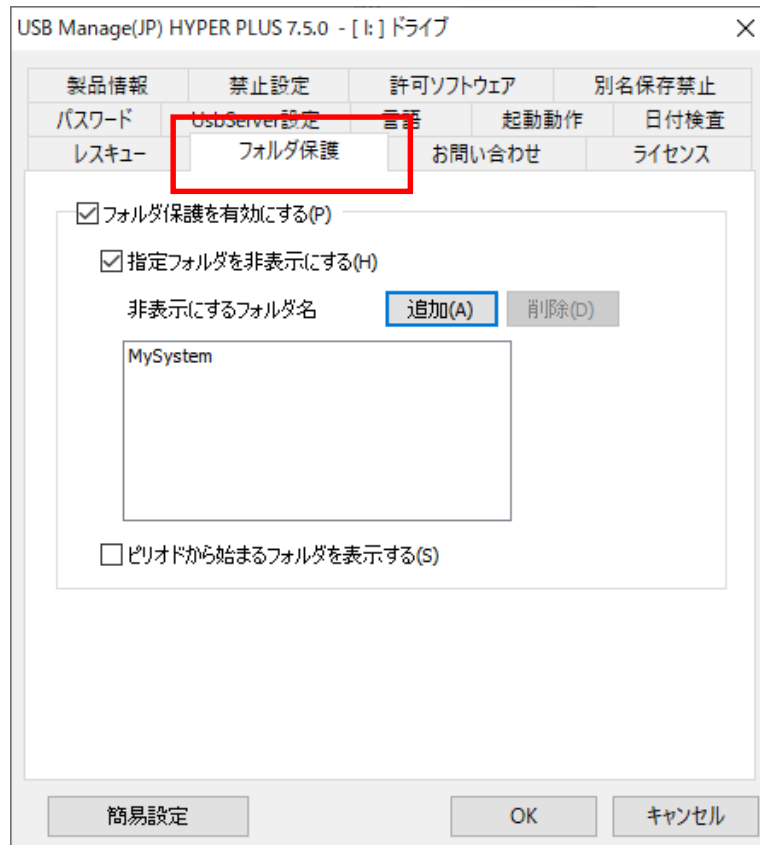 USB Manage(JP) HYPER PLUS 7.5.0 - [ I: ] ドライブ
製品情報 禁止設定 許可ソフトウェア 別名保存禁止
パスワード UsbServer設定 言語 起動動作 日付検査
レスキュー フォルダ保護 お問い合わせ ライセンス
フォルダ保護を有効にする(P)
指定フォルダを非表示にする(H)
非表示にするフォルダ名 追加(A) 削除(D)
MySystem
ピリオドから始まるフォルダを表示する(S)
簡易設定 OK キャンセル